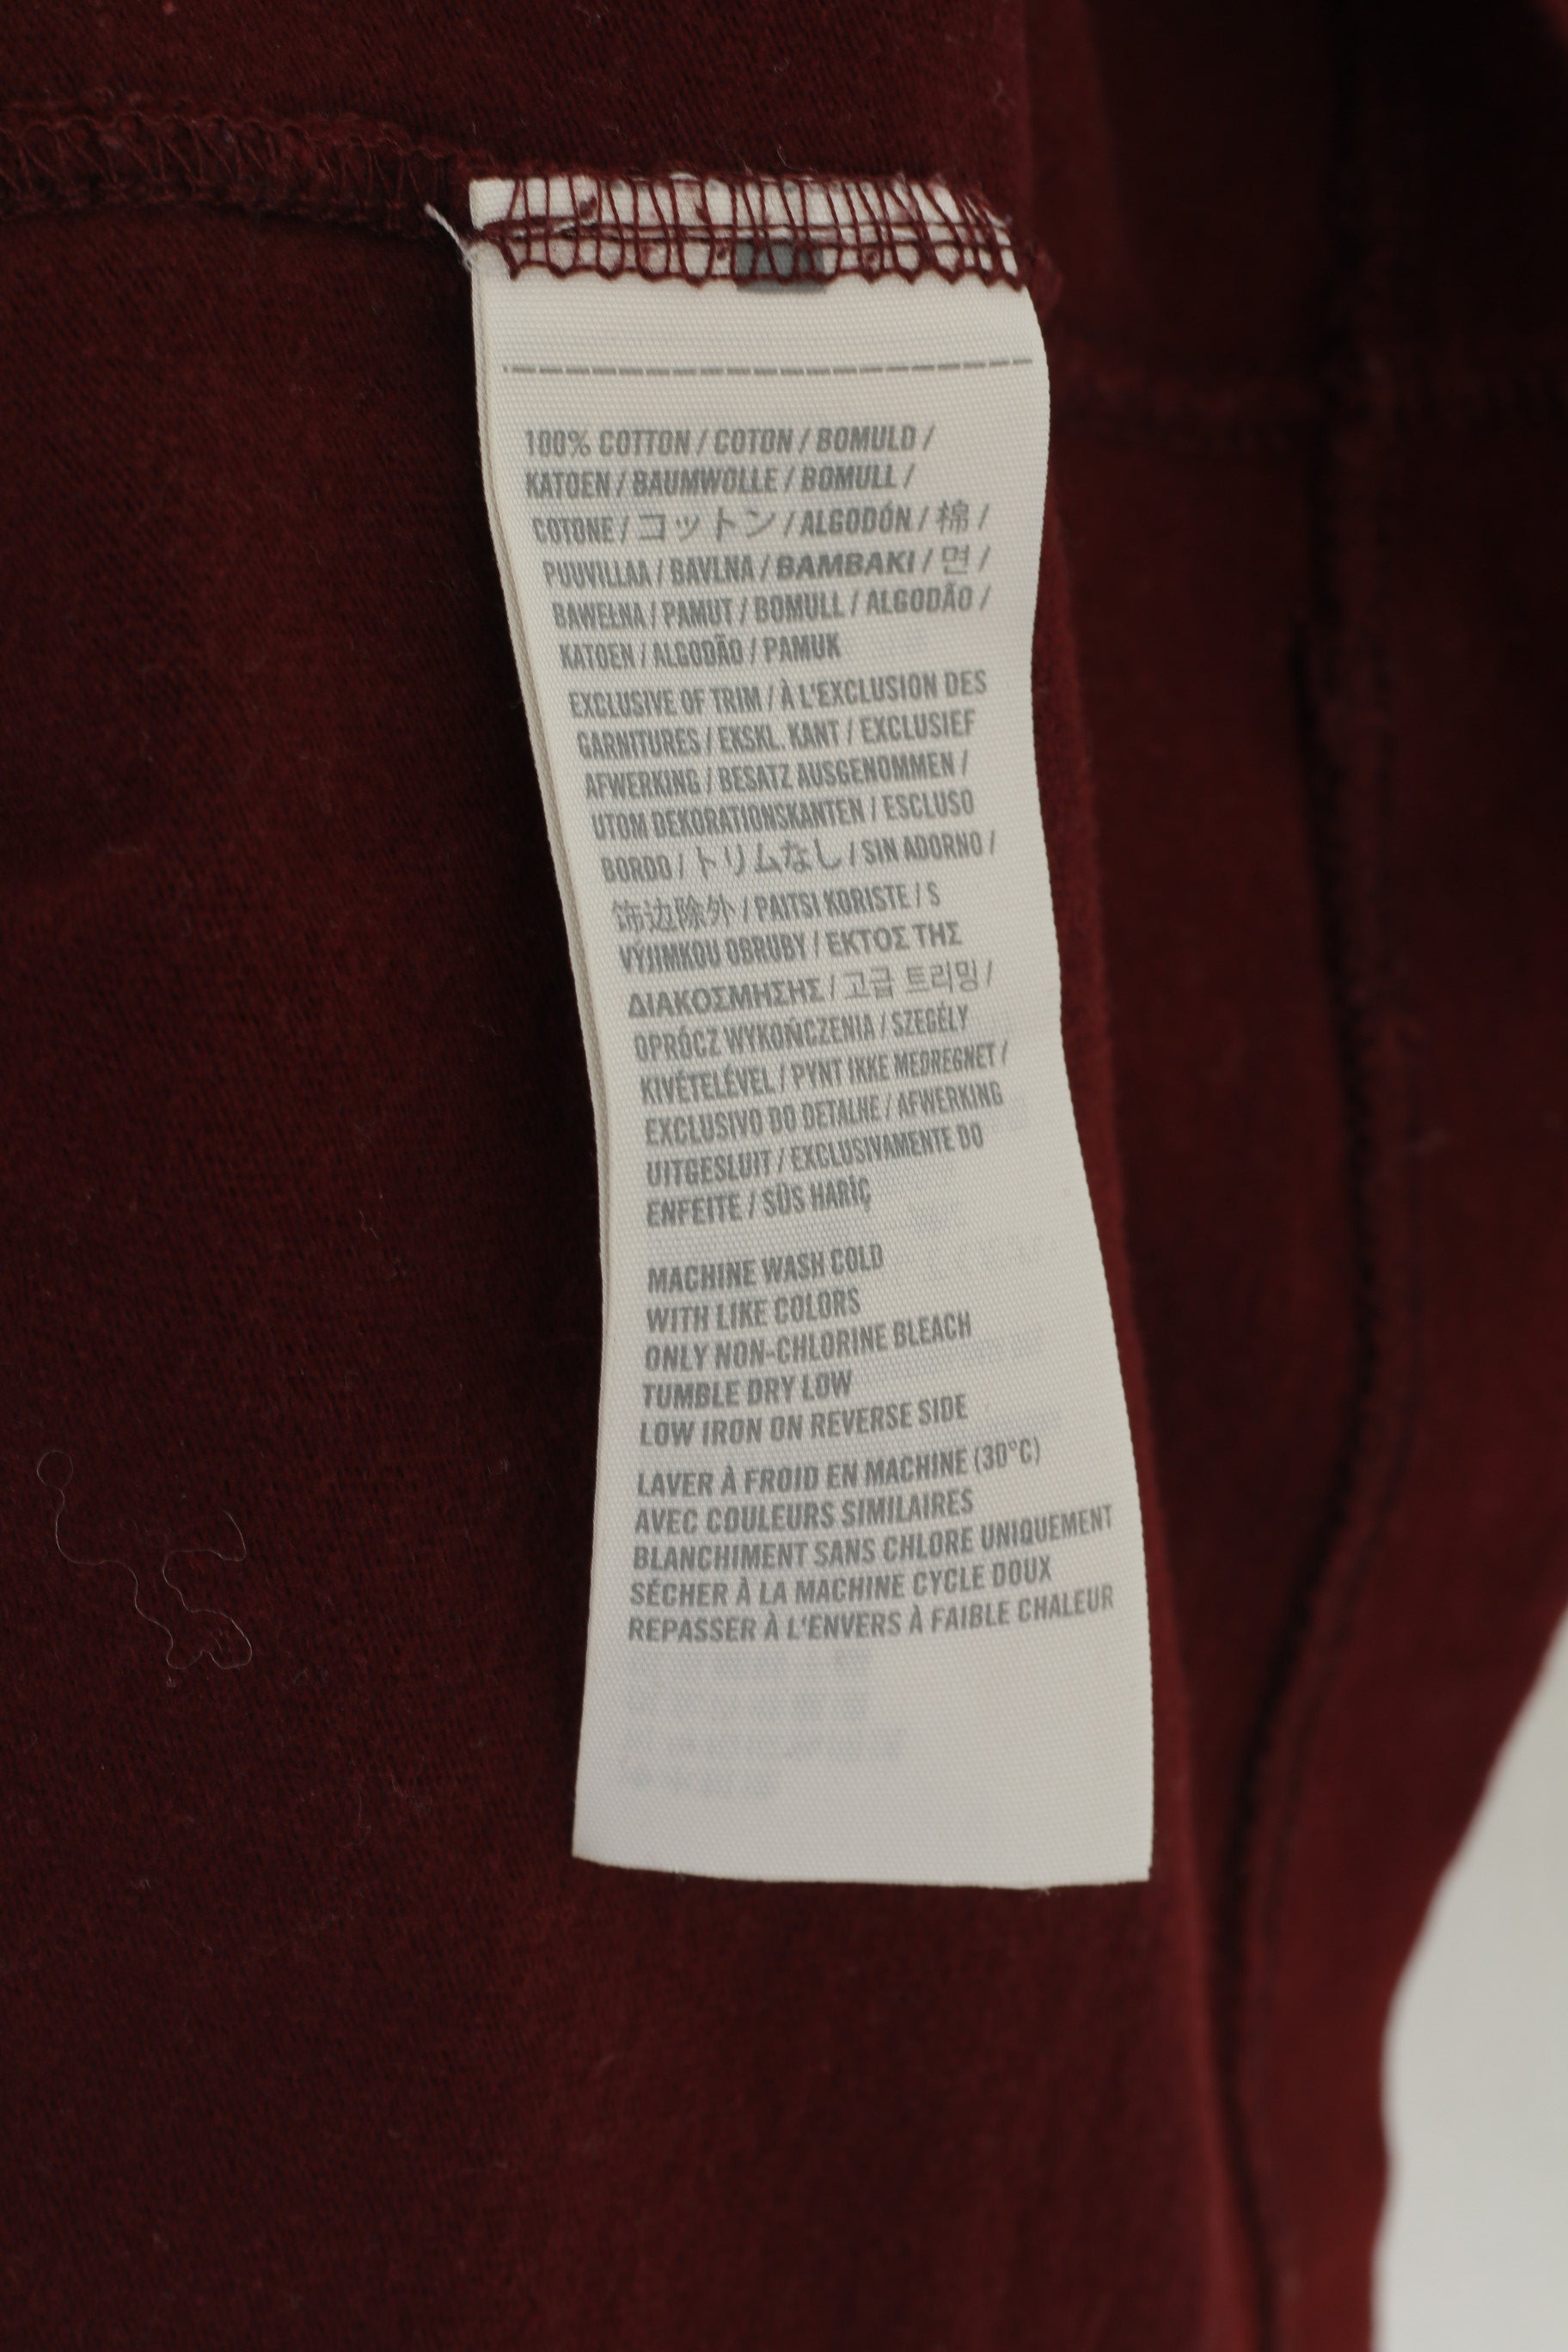 100% COTTON / COTON / BOMULD /
KATOEN / BAUMWOLLE / BOMULL /
COTONE / コットン / ALGODÓN / 棉 /
PUUVILLAA / BAVLNA / BAMBAKI / 면 /
BAWEŁNA / PAMUT / BOMULL / ALGODÃO /
KATOEN / ALGODÃO / PAMUK
EXCLUSIVE OF TRIM / À L'EXCLUSION DES
GARNITURES / EKSKL. KANT / EXCLUSIEF
AFWERKING / BESATZ AUSGENOMMEN /
UTOM DEKORATIONSKANTEN / ESCLUSO
BORDO / トリムなし / SIN ADORNO /
饰边除外 / PAITSI KORISTE / S
VÝJIMKOU OBRUBY / ΕΚΤΟΣ ΤΗΣ
ΔΙΑΚΟΣΜΗΣΗΣ / 고급 트리밍 /
OPRÓCZ WYKOŃCZENIA / SZEGÉLY
KIVÉTELÉVEL / PYNT IKKE MEDREGNET /
EXCLUSIVO DO DETALHE / AFWERKING
UITGESLUIT / EXCLUSIVAMENTE DO
ENFEITE / SÜS HARİÇ
MACHINE WASH COLD
WITH LIKE COLORS
ONLY NON-CHLORINE BLEACH
TUMBLE DRY LOW
LOW IRON ON REVERSE SIDE
LAVER À FROID EN MACHINE (30°C)
AVEC COULEURS SIMILAIRES
BLANCHIMENT SANS CHLORE UNIQUEMENT
SÉCHER À LA MACHINE CYCLE DOUX
REPASSER À L'ENVERS À FAIBLE CHALEUR